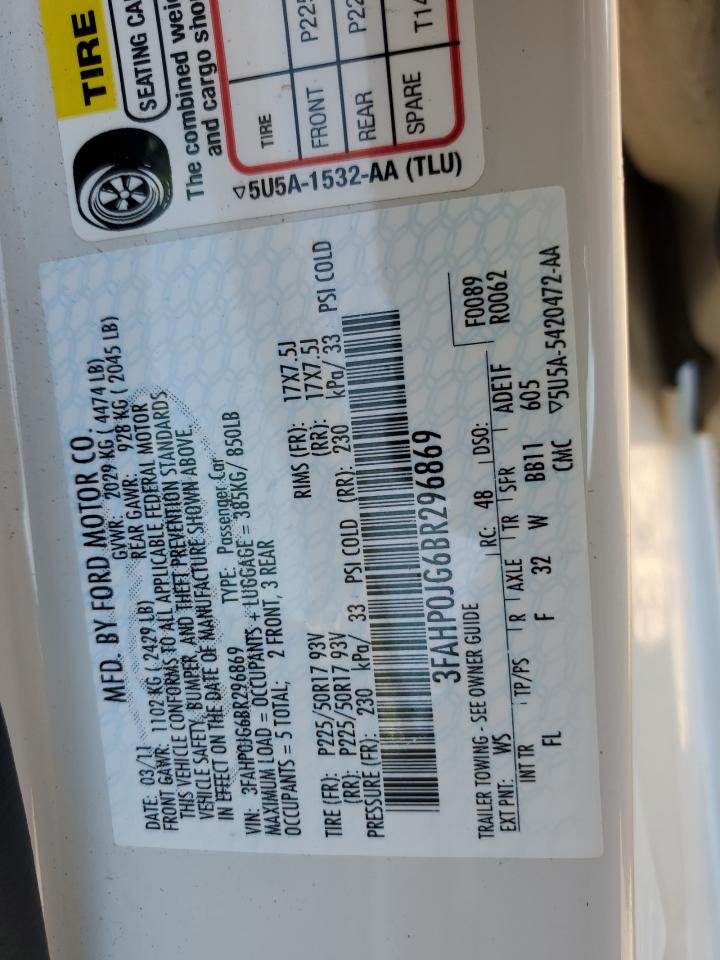 MFD. BY FORD MOTOR CO.
DATE: 03/11 GVWR: 2029 KG ( 4474 LB)
FRONT GAWR: 1102 KG ( 2429 LB) REAR GAWR: 928 KG ( 2045 LB)
THIS VEHICLE CONFORMS TO ALL APPLICABLE FEDERAL MOTOR
VEHICLE SAFETY, BUMPER, AND THEFT PREVENTION STANDARDS
IN EFFECT ON THE DATE OF MANUFACTURE SHOWN ABOVE.
VIN: 3FAHP0JG6BR296869 TYPE: Passenger Car
MAXIMUM LOAD = OCCUPANTS + LUGGAGE = 385KG/ 850LB
OCCUPANTS = 5 TOTAL; 2 FRONT, 3 REAR
TIRE (FR): P225/50R17 93V RIMS (FR): 17X7.5J
(RR): P225/50R17 93V (RR): 17X7.5J
PRESSURE (FR): 230 kPa/ 33 PSI COLD (RR): 230 kPa/ 33 PSI COLD
3FAHP0JG6BR296869
TRAILER TOWING - SEE OWNER GUIDE
F0089
R0062
EXT PNT: WS RC: 48 DSO:
INT TR TP/PS R AXLE TR SFR ADE1F
FL F 32 W BB11 605
CMC ▽5U5A-5420472-AA
TIRE
SEATING CA
The combined wei
and cargo sho
TIRE
FRONT P225
REAR P22
SPARE T14
▽5U5A-1532-AA (TLU)